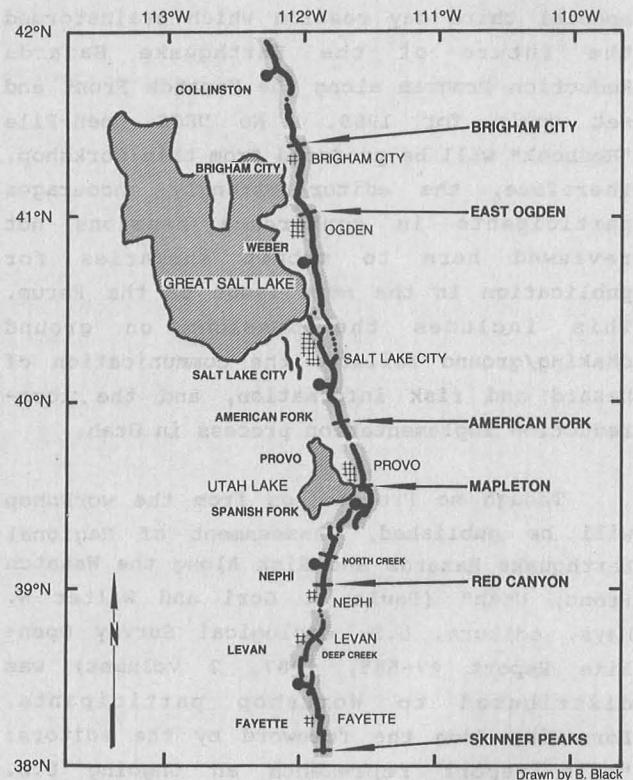 113°W 112°W 111°W 110°W
42°N
COLLINSTON
BRIGHAM CITY
BRIGHAM CITY
BRIGHAM CITY
41°N
EAST OGDEN
OGDEN
WEBER
GREAT SALT LAKE
SALT LAKE CITY
SALT LAKE CITY
40°N
AMERICAN FORK
AMERICAN FORK
PROVO
PROVO
UTAH LAKE
MAPLETON
SPANISH FORK
NORTH CREEK
NEPHI
39°N
RED CANYON
NEPHI
N
LEVAN
LEVAN
DEEP CREEK
FAYETTE
FAYETTE
38°N
SKINNER PEAKS
Drawn by B. Black